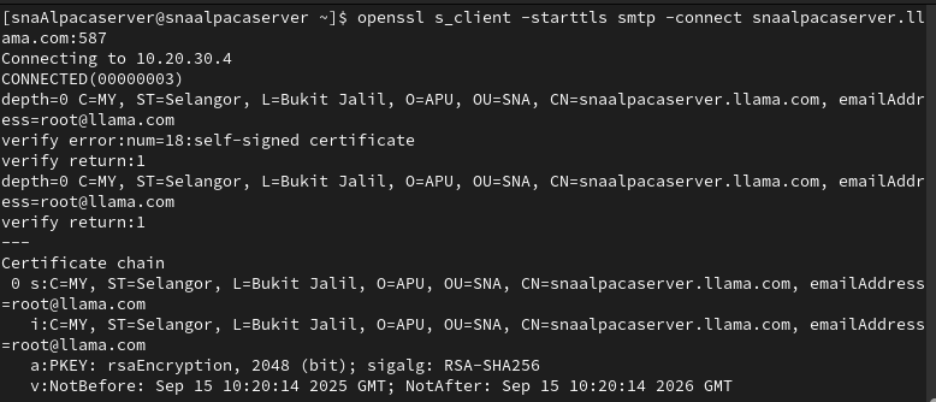 [snaAlpacaserver@snaalpacaserver ~]$ openssl s_client -starttls smtp -connect snaalpacaserver.ll
ama.com:587
Connecting to 10.20.30.4
CONNECTED(00000003)
depth=0 C=MY, ST=Selangor, L=Bukit Jalil, O=APU, OU=SNA, CN=snaalpacaserver.llama.com, emailAddr
ess=root@llama.com
verify error:num=18:self-signed certificate
verify return:1
depth=0 C=MY, ST=Selangor, L=Bukit Jalil, O=APU, OU=SNA, CN=snaalpacaserver.llama.com, emailAddr
ess=root@llama.com
verify return:1
---
Certificate chain
 0 s:C=MY, ST=Selangor, L=Bukit Jalil, O=APU, OU=SNA, CN=snaalpacaserver.llama.com, emailAddress
=root@llama.com
   i:C=MY, ST=Selangor, L=Bukit Jalil, O=APU, OU=SNA, CN=snaalpacaserver.llama.com, emailAddress
=root@llama.com
   a:PKEY: rsaEncryption, 2048 (bit); sigalg: RSA-SHA256
   v:NotBefore: Sep 15 10:20:14 2025 GMT; NotAfter: Sep 15 10:20:14 2026 GMT